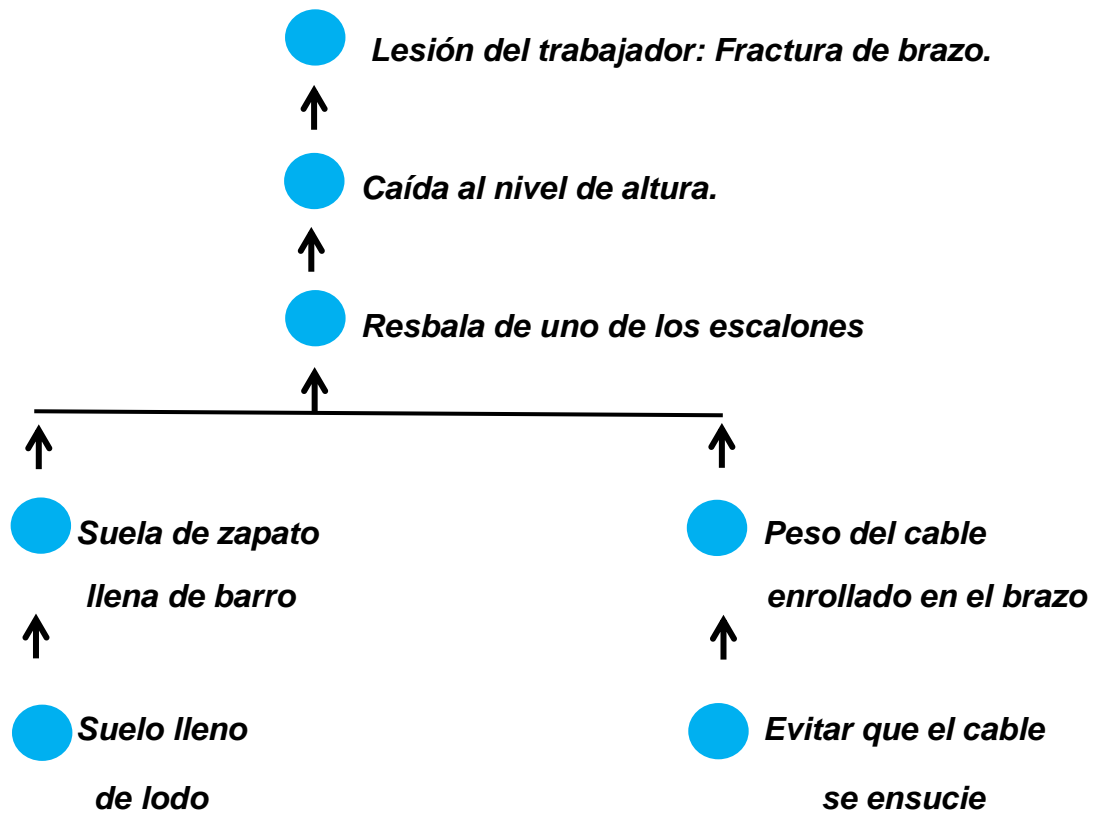 Lesión del trabajador: Fractura de brazo.
Caída al nivel de altura.
Resbala de uno de los escalones
Suela de zapato
llena de barro
Peso del cable
enrollado en el brazo
Suelo lleno
de lodo
Evitar que el cable
se ensucie